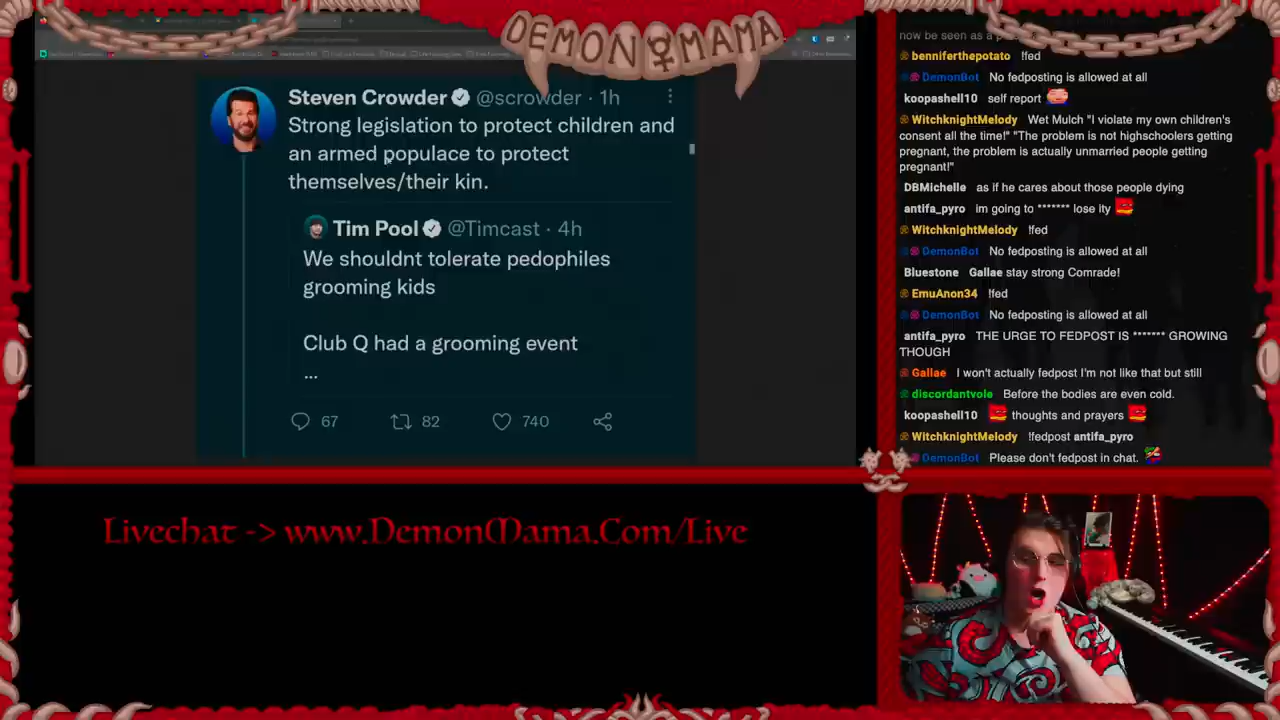 DEMON MAMA
Steven Crowder @scrowder · 1h
Strong legislation to protect children and
an armed populace to protect
themselves/their kin.
Tim Pool @Timcast · 4h
We shouldnt tolerate pedophiles
grooming kids
Club Q had a grooming event
...
67 82 740
Livechat -> www.DemonMama.Com/Live
now be seen as a
benniferthepotato !fed
DemonBot No fedposting is allowed at all
koopashell10 self report
WitchknightMelody Wet Mulch "I violate my own children's
consent all the time!" "The problem is not highschoolers getting
pregnant, the problem is actually unmarried people getting
pregnant!"
DBMichelle as if he cares about those people dying
antifa_pyro im going to ******* lose ity
WitchknightMelody !fed
DemonBot No fedposting is allowed at all
Bluestone Gallae stay strong Comrade!
EmuAnon34 !fed
DemonBot No fedposting is allowed at all
antifa_pyro THE URGE TO FEDPOST IS ******* GROWING
THOUGH
Gallae I won't actually fedpost I'm not like that but still
discordantvole Before the bodies are even cold.
koopashell10 thoughts and prayers
WitchknightMelody !fedpost antifa_pyro
DemonBot Please don't fedpost in chat.